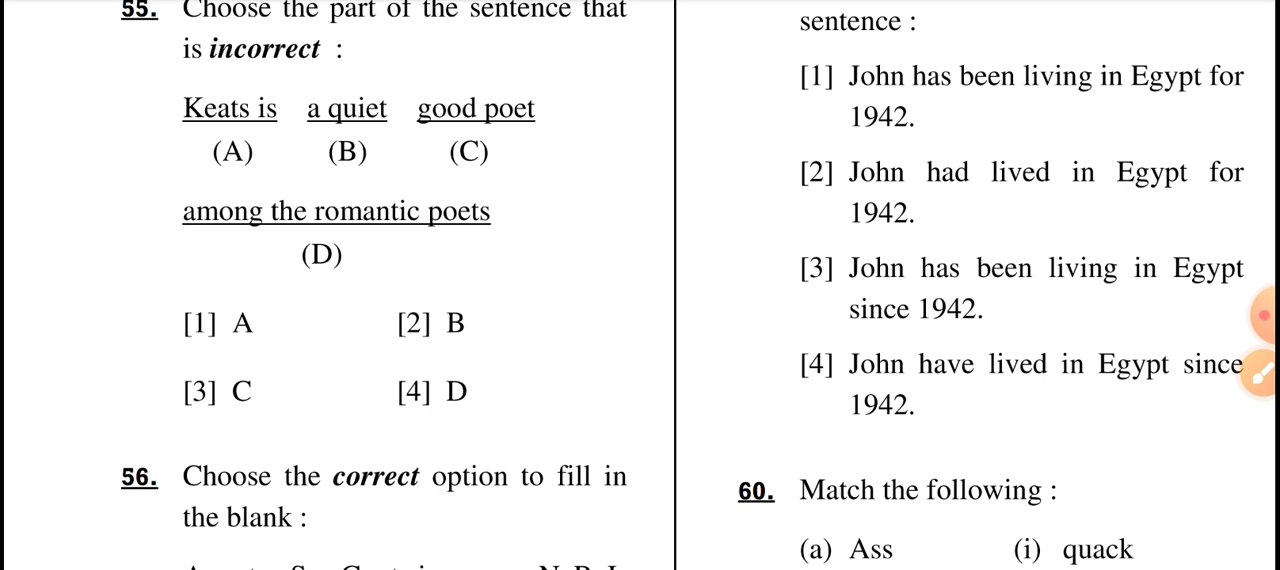 55. Choose the part of the sentence that
is incorrect :
Keats is a quiet good poet
(A) (B) (C)
among the romantic poets
(D)
[1] A [2] B
[3] C [4] D
56. Choose the correct option to fill in
the blank :
sentence :
[1] John has been living in Egypt for
1942.
[2] John had lived in Egypt for
1942.
[3] John has been living in Egypt
since 1942.
[4] John have lived in Egypt since
1942.
60. Match the following :
(a) Ass (i) quack